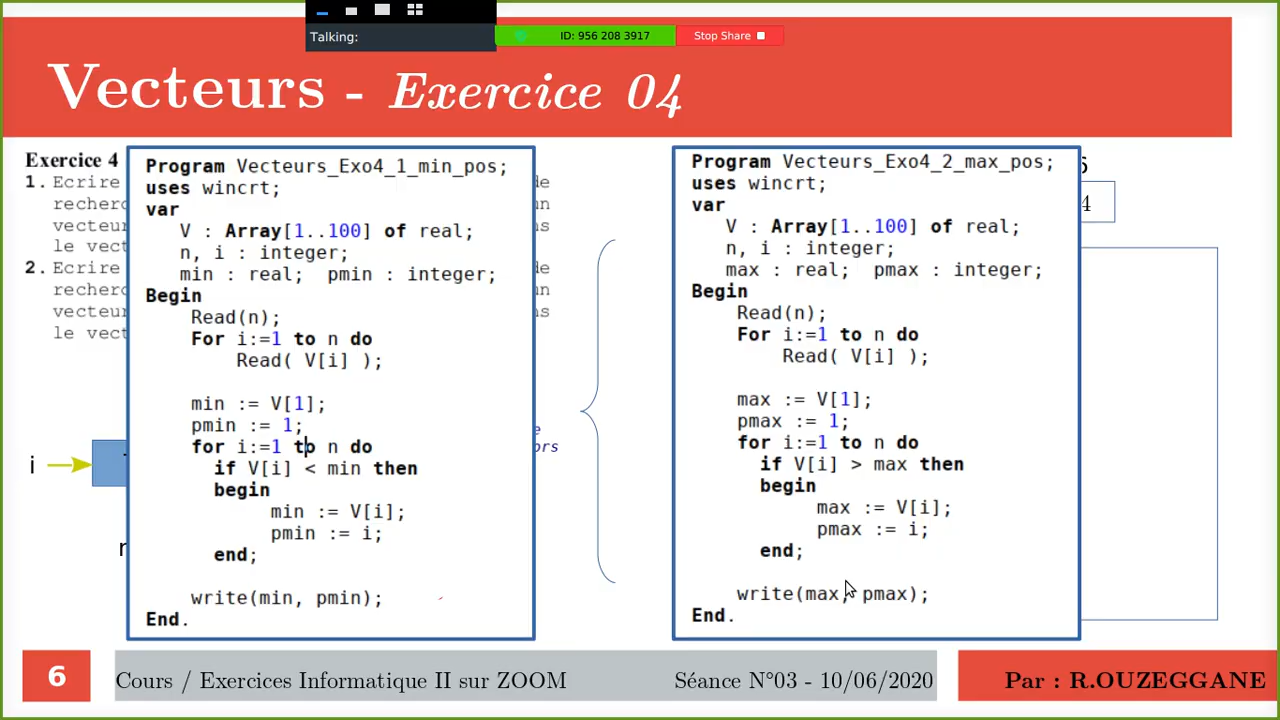 Talking:
ID: 956 208 3917
Stop Share
Vecteurs - Exercice 04
Exercice 4
1. Ecrire
recherc
vecteur
le vect
2. Ecrire
recherc
vecteur
le vect
i
Program Vecteurs_Exo4_1_min_pos;
uses wincrt;
var
V : Array[1..100] of real;
n, i : integer;
min : real; pmin : integer;
Begin
Read(n);
For i:=1 to n do
Read( V[i] );
min := V[1];
pmin := 1;
for i:=1 to n do
if V[i] < min then
begin
min := V[i];
pmin := i;
end;
write(min, pmin);
End.
Program Vecteurs_Exo4_2_max_pos;
uses wincrt;
var
V : Array[1..100] of real;
n, i : integer;
max : real; pmax : integer;
Begin
Read(n);
For i:=1 to n do
Read( V[i] );
max := V[1];
pmax := 1;
for i:=1 to n do
if V[i] > max then
begin
max := V[i];
pmax := i;
end;
write(max, pmax);
End.
4
6
Cours / Exercices Informatique II sur ZOOM
Séance N°03 - 10/06/2020
Par : R.OUZEGGANE